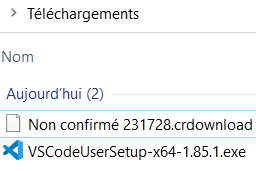 Téléchargements
Nom
Aujourd'hui (2)
Non confirmé 231728.crdownload
VSCodeUserSetup-x64-1.85.1.exe